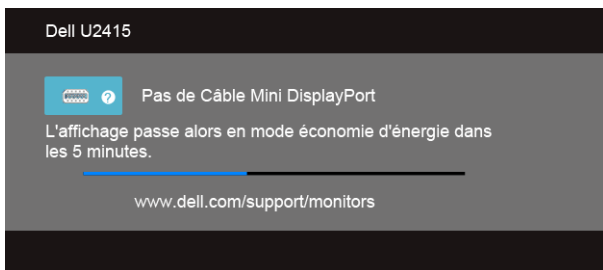 Dell U2415
Pas de Câble Mini DisplayPort
L'affichage passe alors en mode économie d'énergie dans
les 5 minutes.
www.dell.com/support/monitors